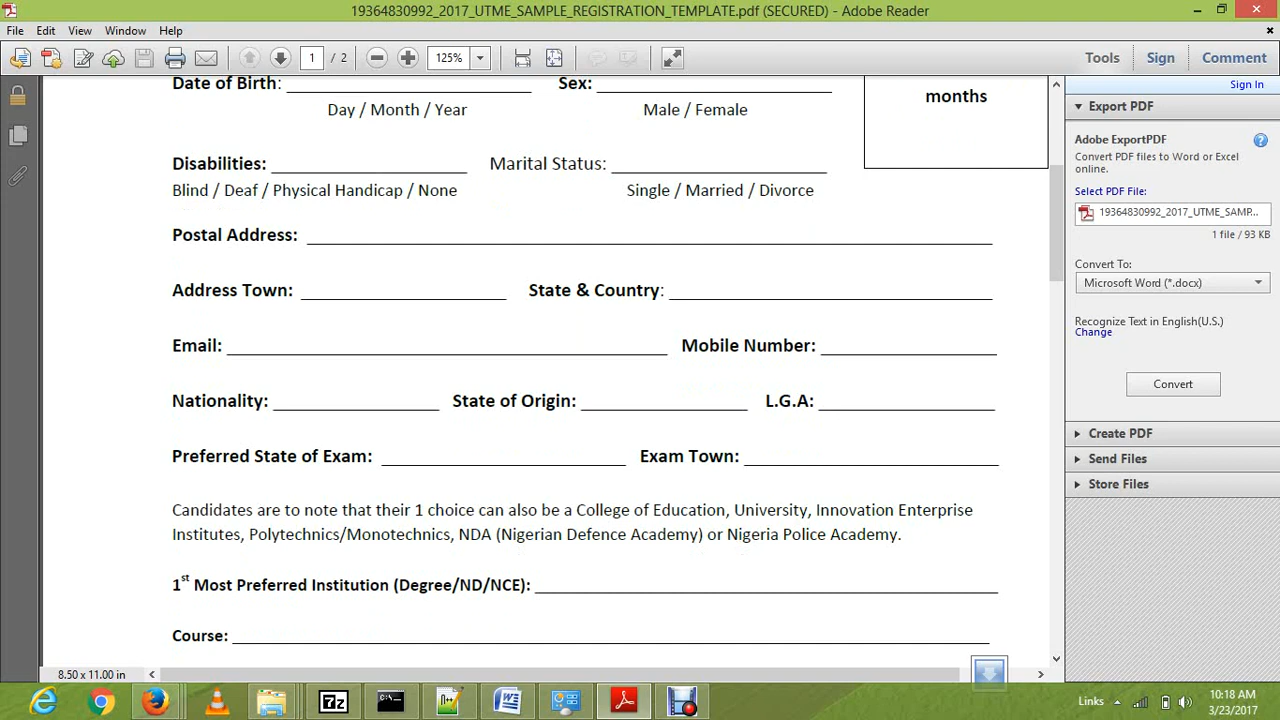 19364830992_2017_UTME_SAMPLE_REGISTRATION_TEMPLATE.pdf (SECURED) - Adobe Reader
File Edit View Window Help
1 / 2 125% Tools Sign Comment
Sign In
Date of Birth: Sex: months
Day / Month / Year Male / Female
Disabilities: Marital Status:
Blind / Deaf / Physical Handicap / None Single / Married / Divorce
Postal Address:
Address Town: State & Country:
Email: Mobile Number:
Nationality: State of Origin: L.G.A:
Preferred State of Exam: Exam Town:
Candidates are to note that their 1 choice can also be a College of Education, University, Innovation Enterprise
Institutes, Polytechnics/Monotechnics, NDA (Nigerian Defence Academy) or Nigeria Police Academy.
1st Most Preferred Institution (Degree/ND/NCE):
Course:
Export PDF
Adobe ExportPDF
Convert PDF files to Word or Excel
online.
Select PDF File:
19364830992_2017_UTME_SAMP...
1 file / 93 KB
Convert To:
Microsoft Word (*.docx)
Recognize Text in English(U.S.)
Change
Convert
Create PDF
Send Files
Store Files
8.50 x 11.00 in
7z
Links 10:18 AM
3/23/2017